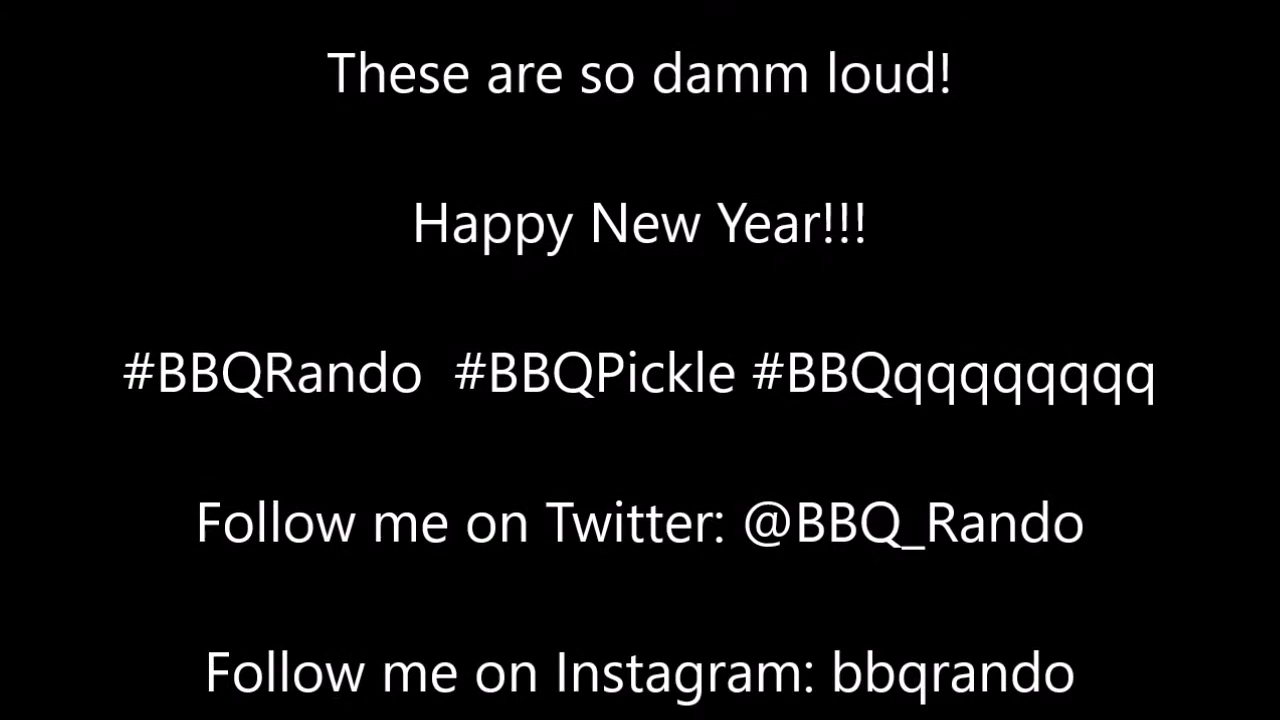 These are so damm loud!
Happy New Year!!!
#BBQRando  #BBQPickle #BBQqqqqqqqq
Follow me on Twitter: @BBQ_Rando
Follow me on Instagram: bbqrando